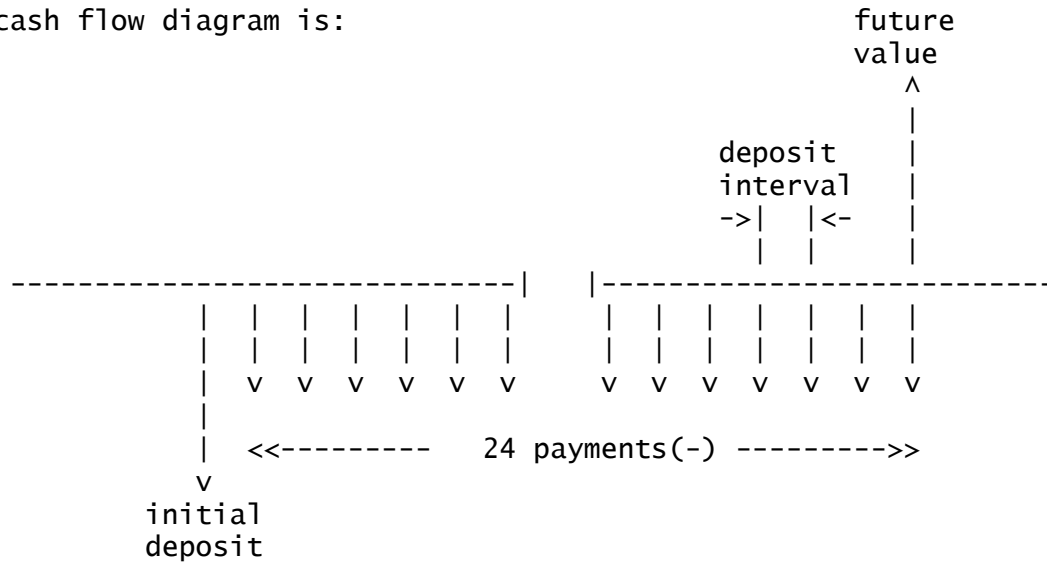 cash flow diagram is:
future
value
deposit
interval
->| |<-
<<--------- 24 payments(-) --------->>
initial
deposit